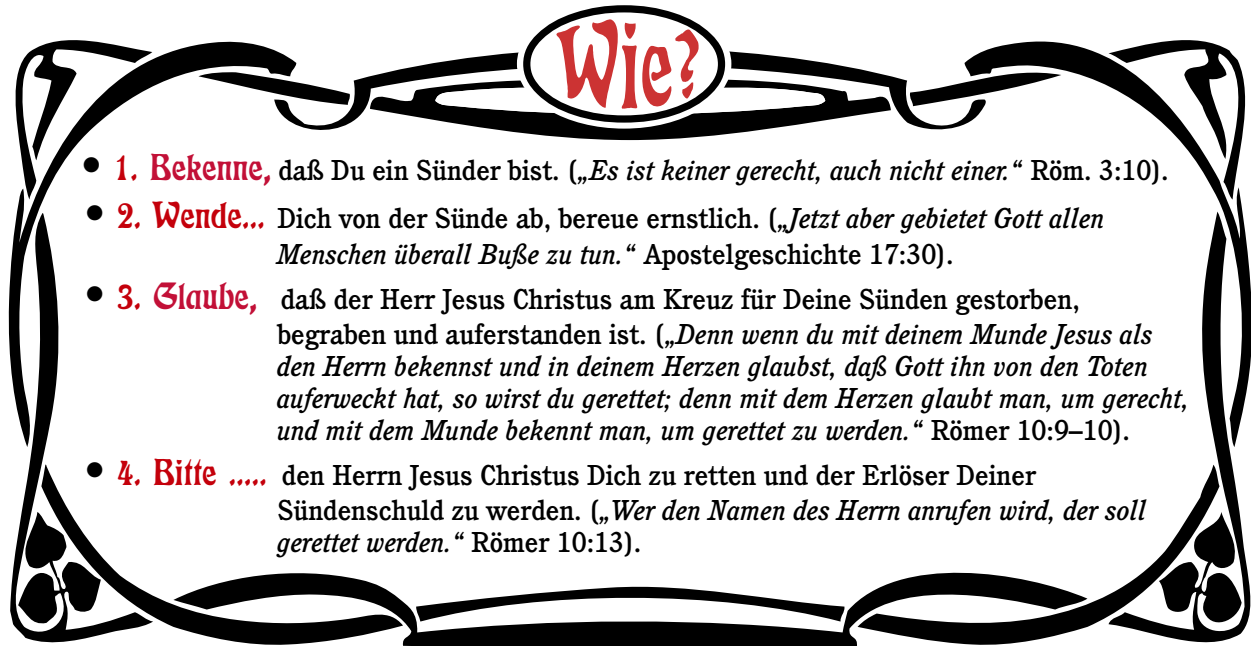 Wie?
• 1. Bekenne, daß Du ein Sünder bist. („Es ist keiner gerecht, auch nicht einer.“ Röm. 3:10).
• 2. Wende... Dich von der Sünde ab, bereue ernstlich. („Jetzt aber gebietet Gott allen
Menschen überall Buße zu tun.“ Apostelgeschichte 17:30).
• 3. Glaube, daß der Herr Jesus Christus am Kreuz für Deine Sünden gestorben,
begraben und auferstanden ist. („Denn wenn du mit deinem Munde Jesus als
den Herrn bekennst und in deinem Herzen glaubst, daß Gott ihn von den Toten
auferweckt hat, so wirst du gerettet; denn mit dem Herzen glaubt man, um gerecht,
und mit dem Munde bekennt man, um gerettet zu werden.“ Römer 10:9–10).
• 4. Bitte ..... den Herrn Jesus Christus Dich zu retten und der Erlöser Deiner
Sündenschuld zu werden. („Wer den Namen des Herrn anrufen wird, der soll
gerettet werden.“ Römer 10:13).